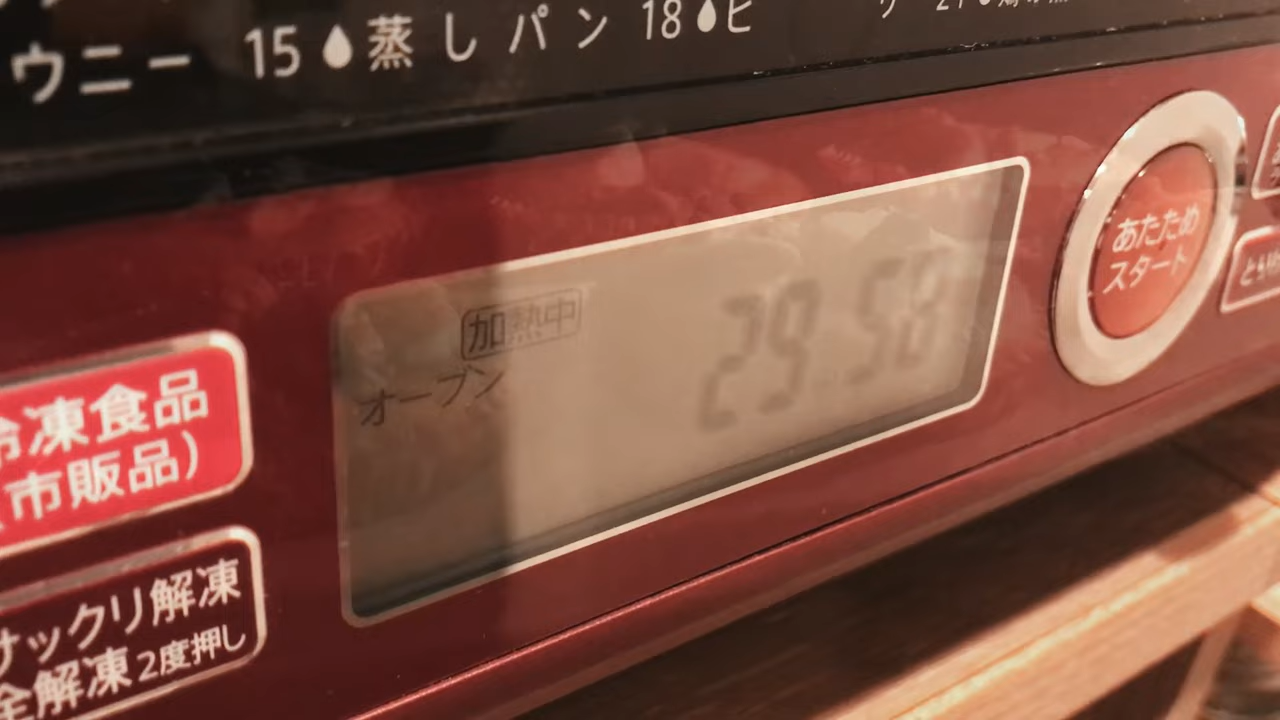 ウニー 15 蒸しパン 18 ピ
加熱中
オーブン
29 58
あたため
スタート
冷凍食品
(市販品)
サックリ解凍
全解凍 2度押し